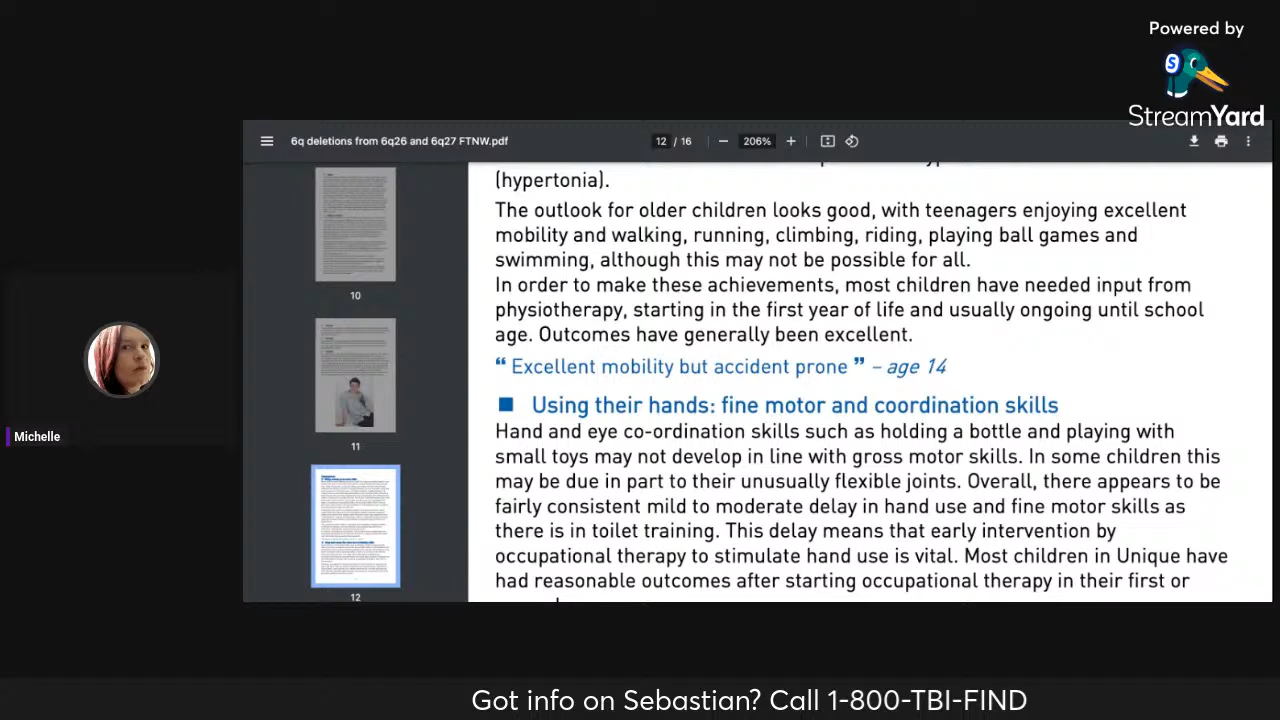 Powered by
StreamYard
6q deletions from 6q26 and 6q27 FTNW.pdf
12 / 16
206%
(hypertonia).
The outlook for older children looks good, with teenagers enjoying excellent
mobility and walking, running, climbing, riding, playing ball games and
swimming, although this may not be possible for all.
In order to make these achievements, most children have needed input from
physiotherapy, starting in the first year of life and usually ongoing until school
age. Outcomes have generally been excellent.
“ Excellent mobility but accident prone ” – age 14
■ Using their hands: fine motor and coordination skills
Hand and eye co-ordination skills such as holding a bottle and playing with
small toys may not develop in line with gross motor skills. In some children this
may be due in part to their unusually flexible joints. Overall, there appears to be
fairly consistent mild to moderate delay in hand use and fine motor skills as
well as in hand training. The delay means that early intervention by
occupational therapy stimulation and ... is vital. Most children in Unique have
had reasonable outcomes after starting occupational therapy in their first or
10
11
12
Michelle
Got info on Sebastian? Call 1-800-TBI-FIND